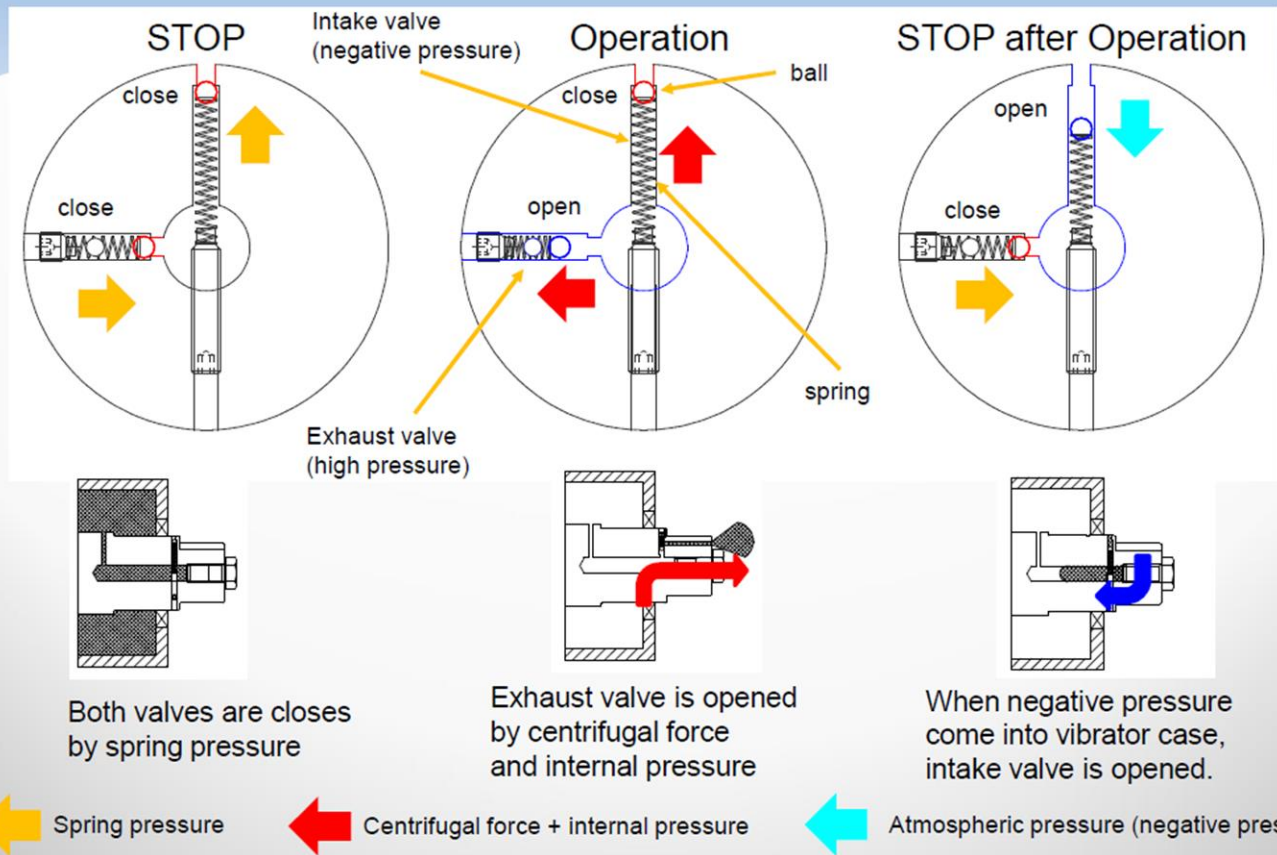 STOP
Intake valve
(negative pressure)
Operation
STOP after Operation
close
close
ball
open
close
open
close
spring
Exhaust valve
(high pressure)
Both valves are closes
by spring pressure
Exhaust valve is opened
by centrifugal force
and internal pressure
When negative pressure
come into vibrator case,
intake valve is opened.
Spring pressure
Centrifugal force + internal pressure
Atmospheric pressure (negative pres